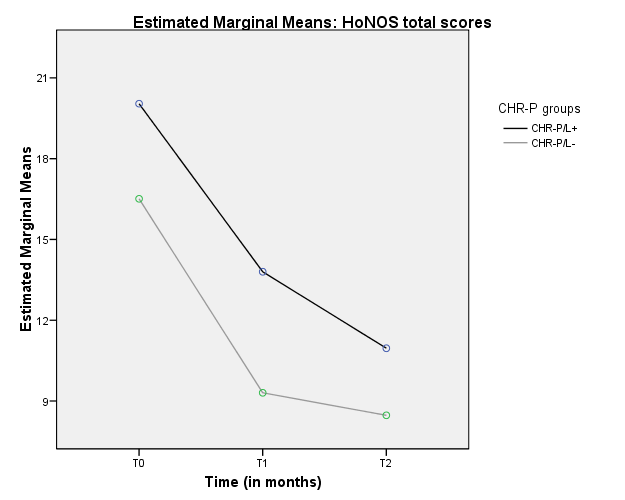 Estimated Marginal Means: HoNOS total scores
Estimated Marginal Means
21
18
15
12
9
T0
T1
T2
Time (in months)
CHR-P groups
CHR-P/L+
CHR-P/L-